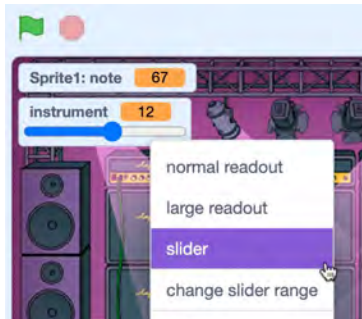 Sprite1: note 67
instrument 12
normal readout
large readout
slider
change slider range